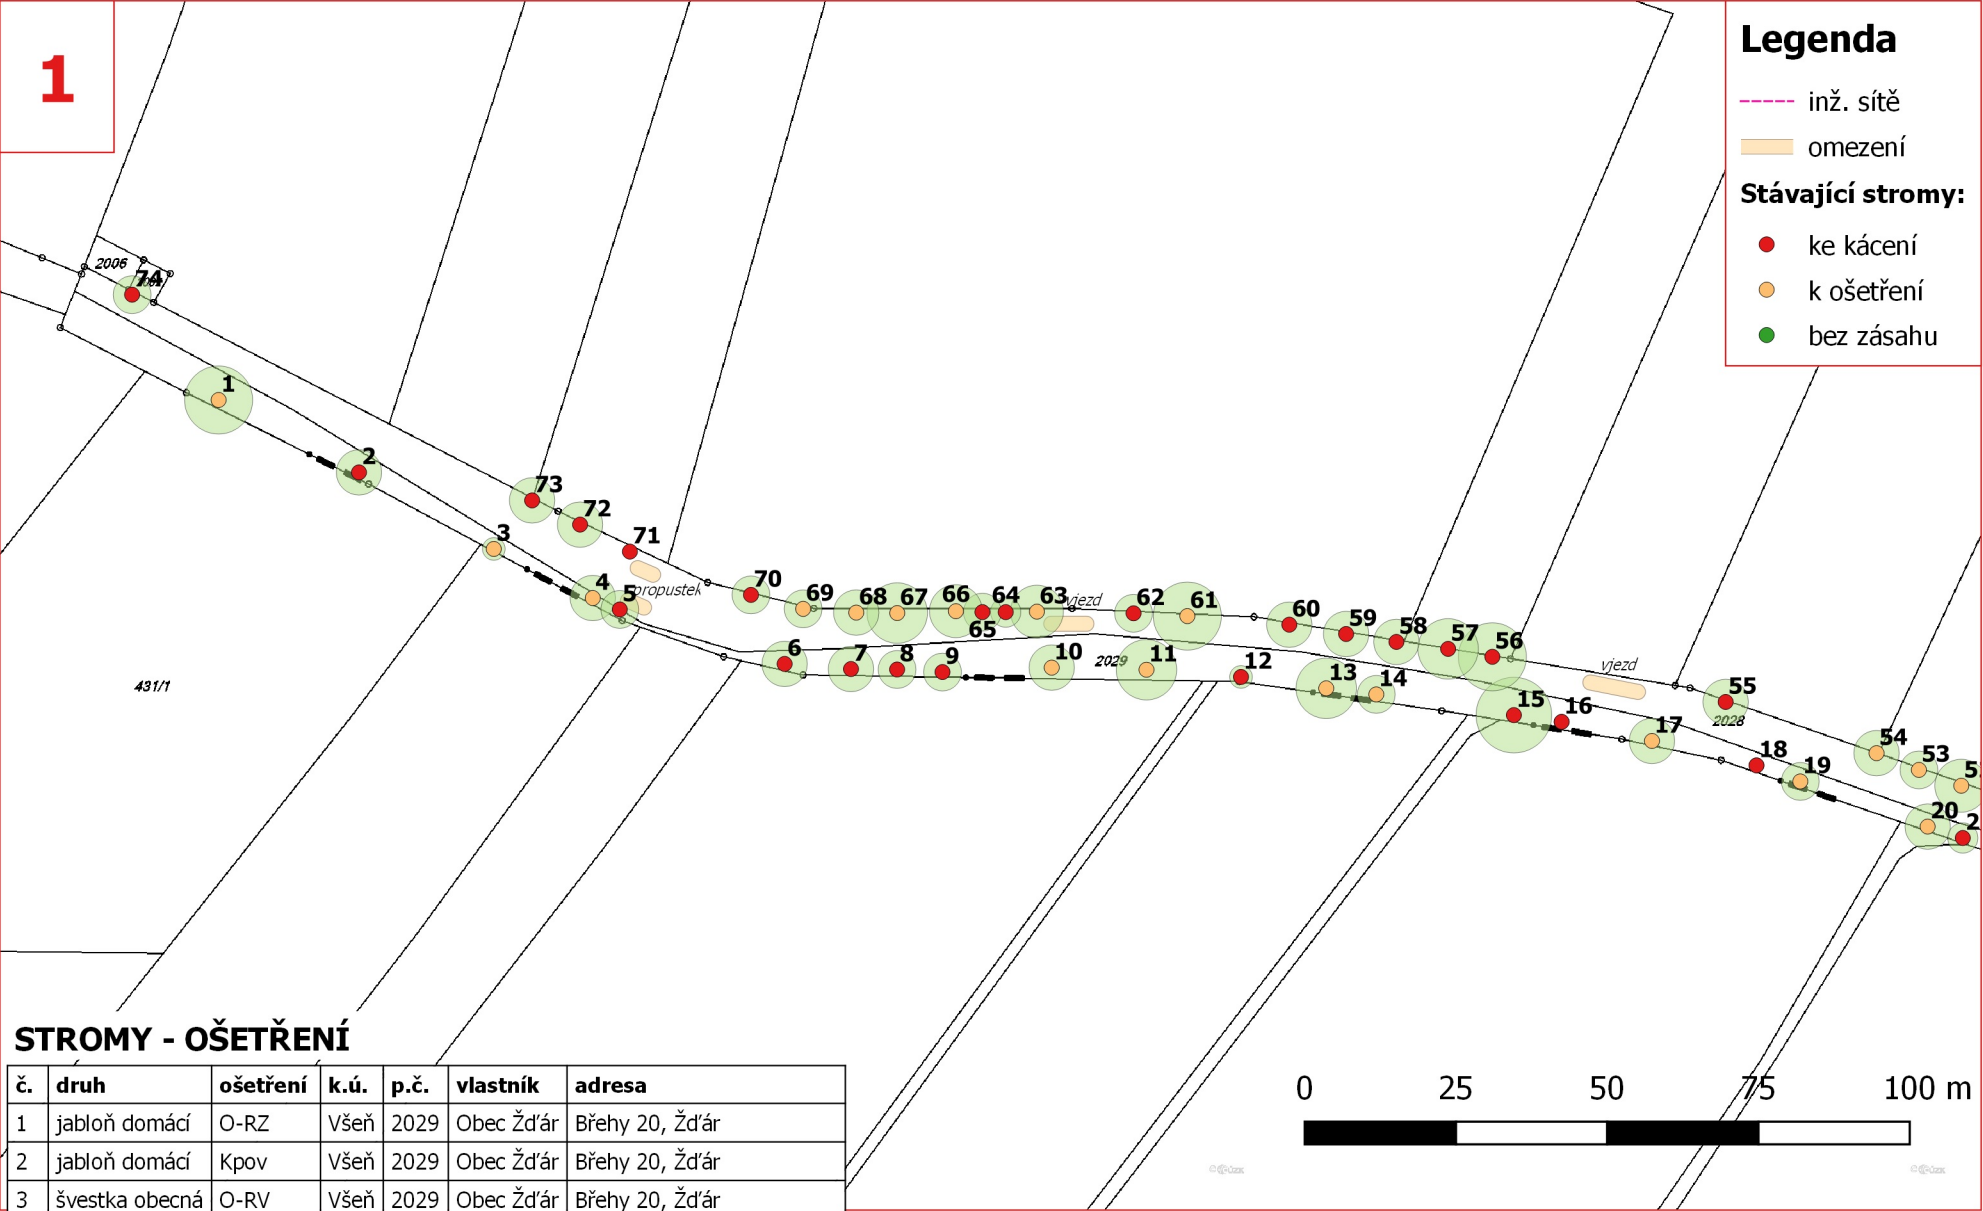 1
Legenda
inž. sítě
omezení
Stávající stromy:
ke kácení
k ošetření
bez zásahu
2006
74
1
2
73
72
71
3
4
5
propustek
70
69
68
67
66
65
64
63
vjezd
62
61
60
59
58
57
56
vjezd
55
2028
54
53
6
7
8
9
10
2029
11
12
13
14
15
16
17
18
19
20
431/1
STROMY - OŠETŘENÍ
č. druh ošetření k.ú. p.č. vlastník adresa
1 jabloň domácí O-RZ Všeň 2029 Obec Žďár Břehy 20, Žďár
2 jabloň domácí Kpov Všeň 2029 Obec Žďár Břehy 20, Žďár
3 švestka obecná O-RV Všeň 2029 Obec Žďár Břehy 20, Žďár
0 25 50 75 100 m